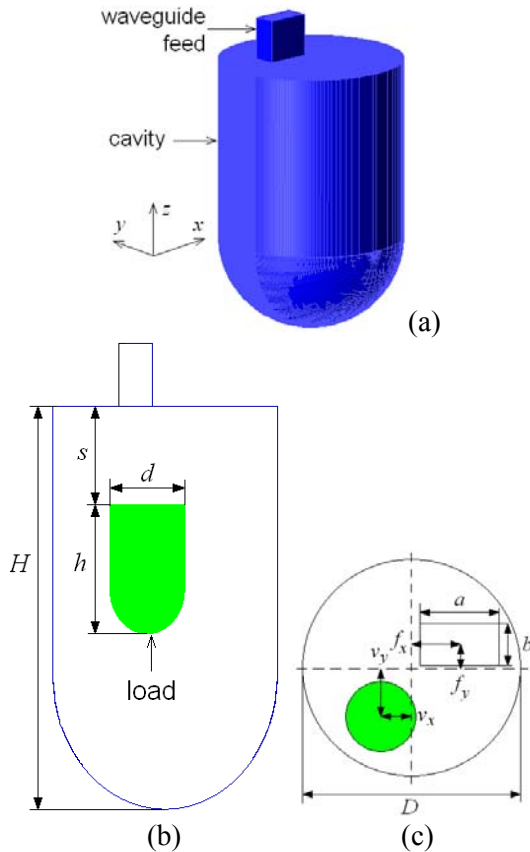 waveguide
feed
cavity
y
z
x
(a)
s
d
H
h
load
(b)
a
b
f_x
v_y
f_y
v_x
D
(c)